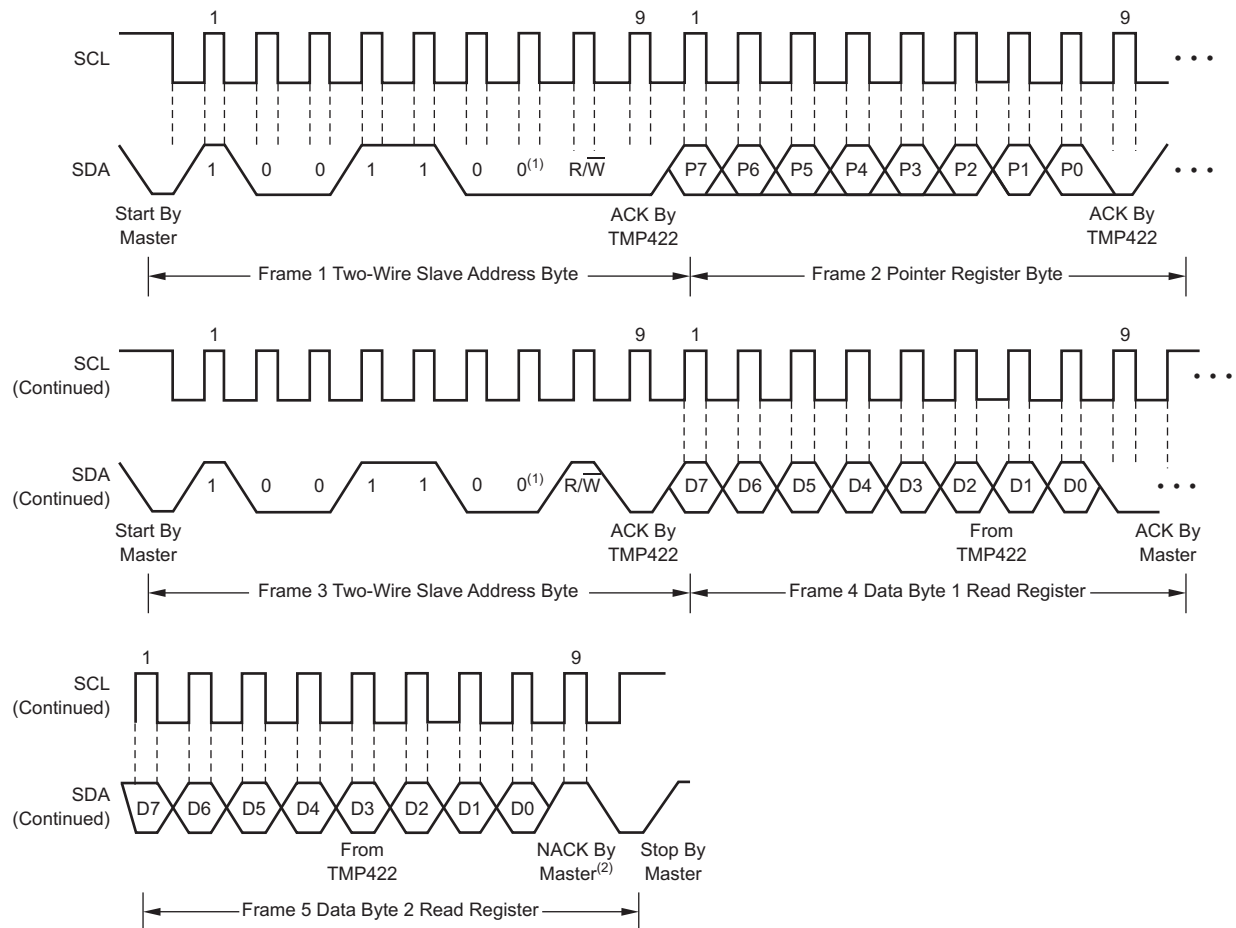 1 9 1 9
SCL
• • •
SDA
1 0 0 1 1 0 0(1) R/W̅ P7 P6 P5 P4 P3 P2 P1 P0
• • •
Start By
Master
ACK By
TMP422
ACK By
TMP422
Frame 1 Two-Wire Slave Address Byte
Frame 2 Pointer Register Byte
1 9 1 9
SCL
(Continued)
• • •
SDA
(Continued)
1 0 0 1 1 0 0(1) R/W̅ D7 D6 D5 D4 D3 D2 D1 D0
• • •
Start By
Master
ACK By
TMP422
From
TMP422
ACK By
Master
Frame 3 Two-Wire Slave Address Byte
Frame 4 Data Byte 1 Read Register
1 9
SCL
(Continued)
SDA
(Continued)
D7 D6 D5 D4 D3 D2 D1 D0
From
TMP422
NACK By
Master(2)
Stop By
Master
Frame 5 Data Byte 2 Read Register